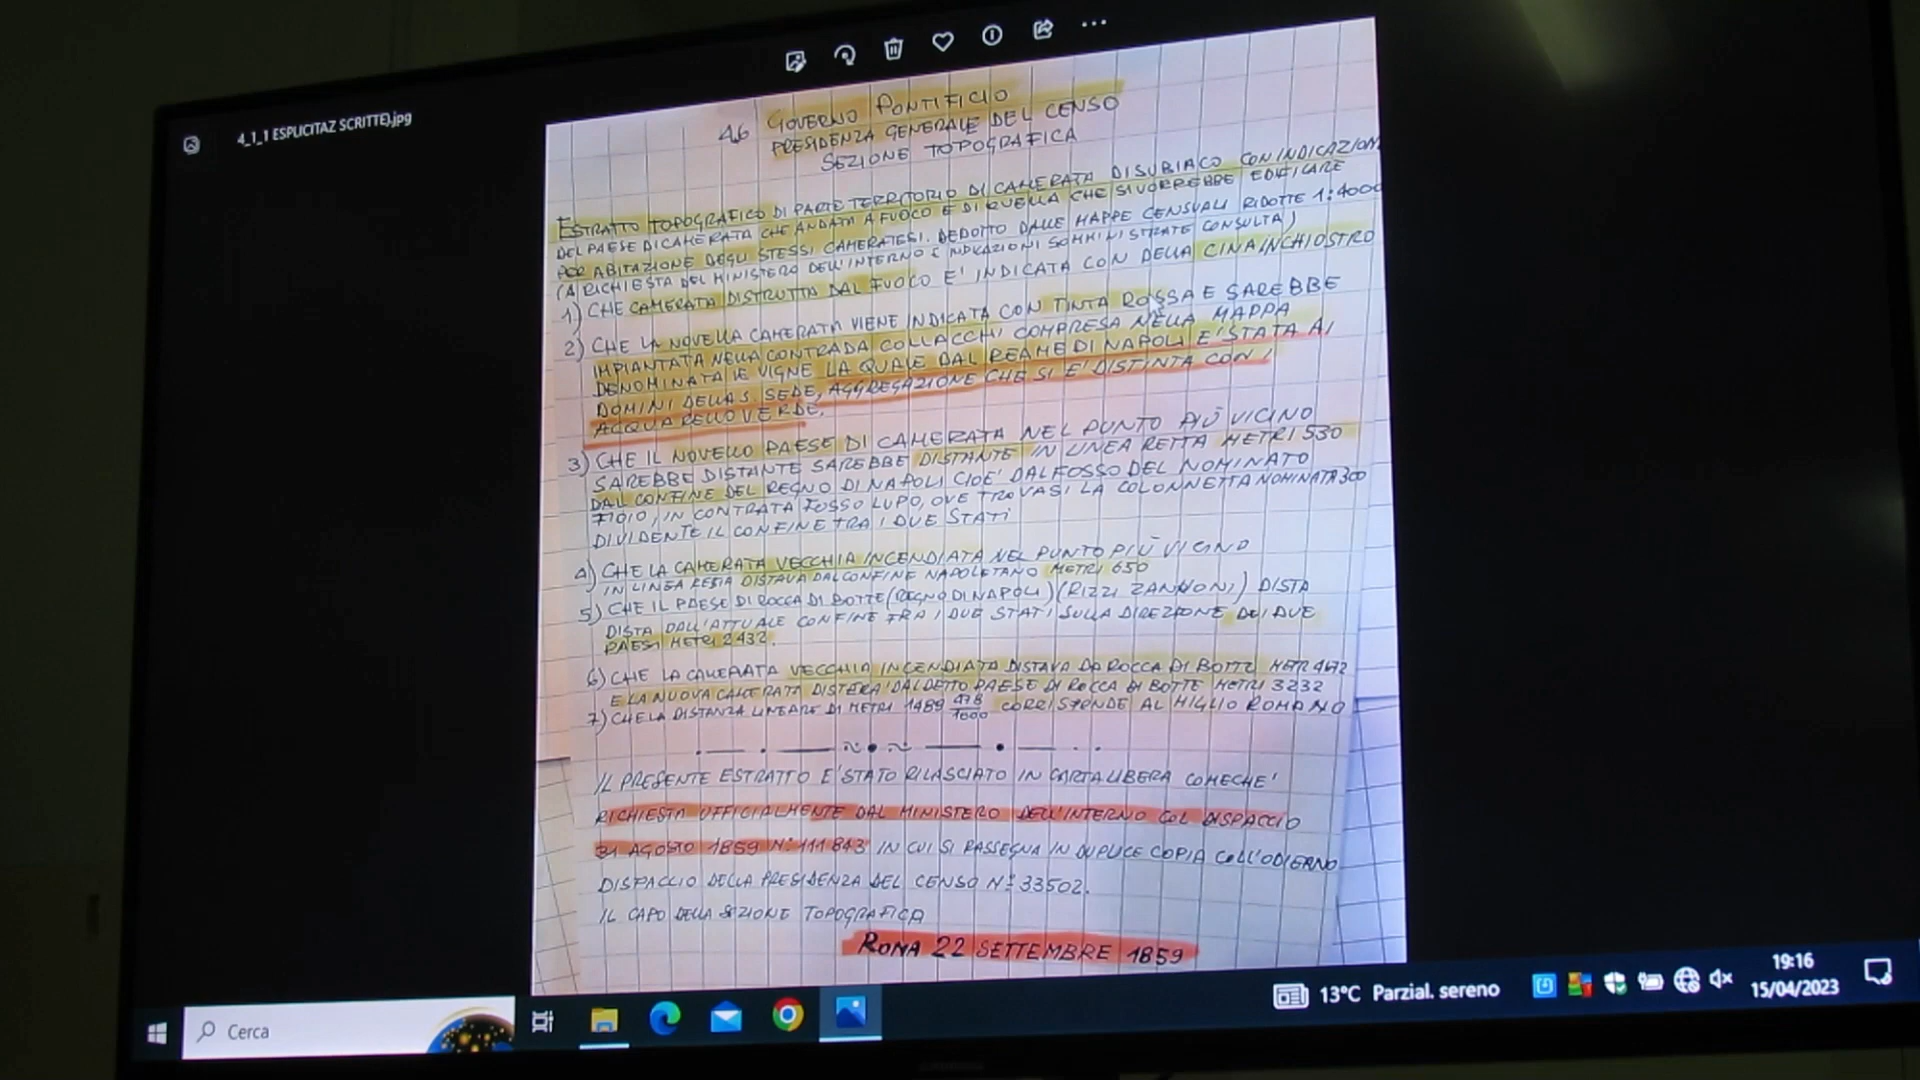 4_1_1 ESPLICITAZ SCRITTE).jpg
46 GOVERNO PONTIFICIO
PRESIDENZA GENERALE DEL CENSO
SEZIONE TOPOGRAFICA
ESTRATTO TOPOGRAFICO DI PARTE TERRITORIO DI CAMERATA DI SUBIACO CON INDICAZION
DEL PAESE DI CAMERATA CHE ANDATA A FUOCO E DI QUELLA CHE SI VORREBBE EDIFICARE
PER ABITAZIONE DEGLI STESSI CAMERATESI. DEDOTTO DALLE MAPPE CENSUALI RIDOTTE 1:4000
(A RICHIESTA DEL MINISTERO DELL'INTERNO E INDICAZIONI SOMMINISTRATE CONSULTA)
1) CHE CAMERATA DISTRUTTA DAL FUOCO E' INDICATA CON DELLA CINA INCHIOSTRO
2) CHE LA NOVELLA CAMERATA VIENE INDICATA CON TINTA ROSSA E SAREBBE
IMPIANTATA NELLA CONTRADA COLLACCHI COMPRESA NELLA MAPPA
DENOMINATA LE VIGNE LA QUALE DAL REAME DI NAPOLI E' STATA AI
DOMINI DELLA S. SEDE, AGGREGAZIONE CHE SI E' DISTINTA CON I
ACQUARELLO VERDE.
3) CHE IL NOVELLO PAESE DI CAMERATA NEL PUNTO PIÙ VICINO
SAREBBE DISTANTE SAREBBE DISTANTE IN LINEA RETTA METRI 530
DAL CONFINE DEL REGNO DI NAPOLI CIOE' DAL FOSSO DEL NOMINATO
FIOIO, IN CONTRATA FOSSO LUPO, OVE TROVASI LA COLONNETTA NOMINATA 300
DIVIDENTE IL CONFINE TRA I DUE STATI
4) CHE LA CAMERATA VECCHIA INCENDIATA NEL PUNTO PIÙ VICINO
IN LINEA RETTA DISTAVA DAL CONFINE NAPOLETANO METRI 650
5) CHE IL PAESE DI ROCCA DI BOTTE (REGNO DI NAPOLI) (RIZZI ZANNONI) DISTA
DISTA DALL'ATTUALE CONFINE FRA I DUE STATI SULLA DIREZIONE DEI DUE
PAESI METRI 2432.
6) CHE LA CAMERATA VECCHIA INCENDIATA DISTAVA DA ROCCA DI BOTTE METRI 4672
E LA NUOVA CAMERATA DISTERA' DAL DETTO PAESE DI ROCCA DI BOTTE METRI 3232
7) CHE LA DISTANZA LINEARE DI METRI 1489 478/1000 CORRISPONDE AL MIGLIO ROMANO
IL PRESENTE ESTRATTO E' STATO RILASCIATO IN CARTA LIBERA COMECHE'
RICHIESTA UFFICIALMENTE DAL MINISTERO DELL'INTERNO COL DISPACCIO
31 AGOSTO 1859 N: 111843 IN CUI SI RASSEGNA IN DUPLICE COPIA COLL'ODIERNO
DISPACCIO DELLA PRESIDENZA DEL CENSO N: 33502.
IL CAPO DELLA SEZIONE TOPOGRAFICA
ROMA 22 SETTEMBRE 1859
Cerca
13°C Parzial. sereno
19:16
15/04/2023